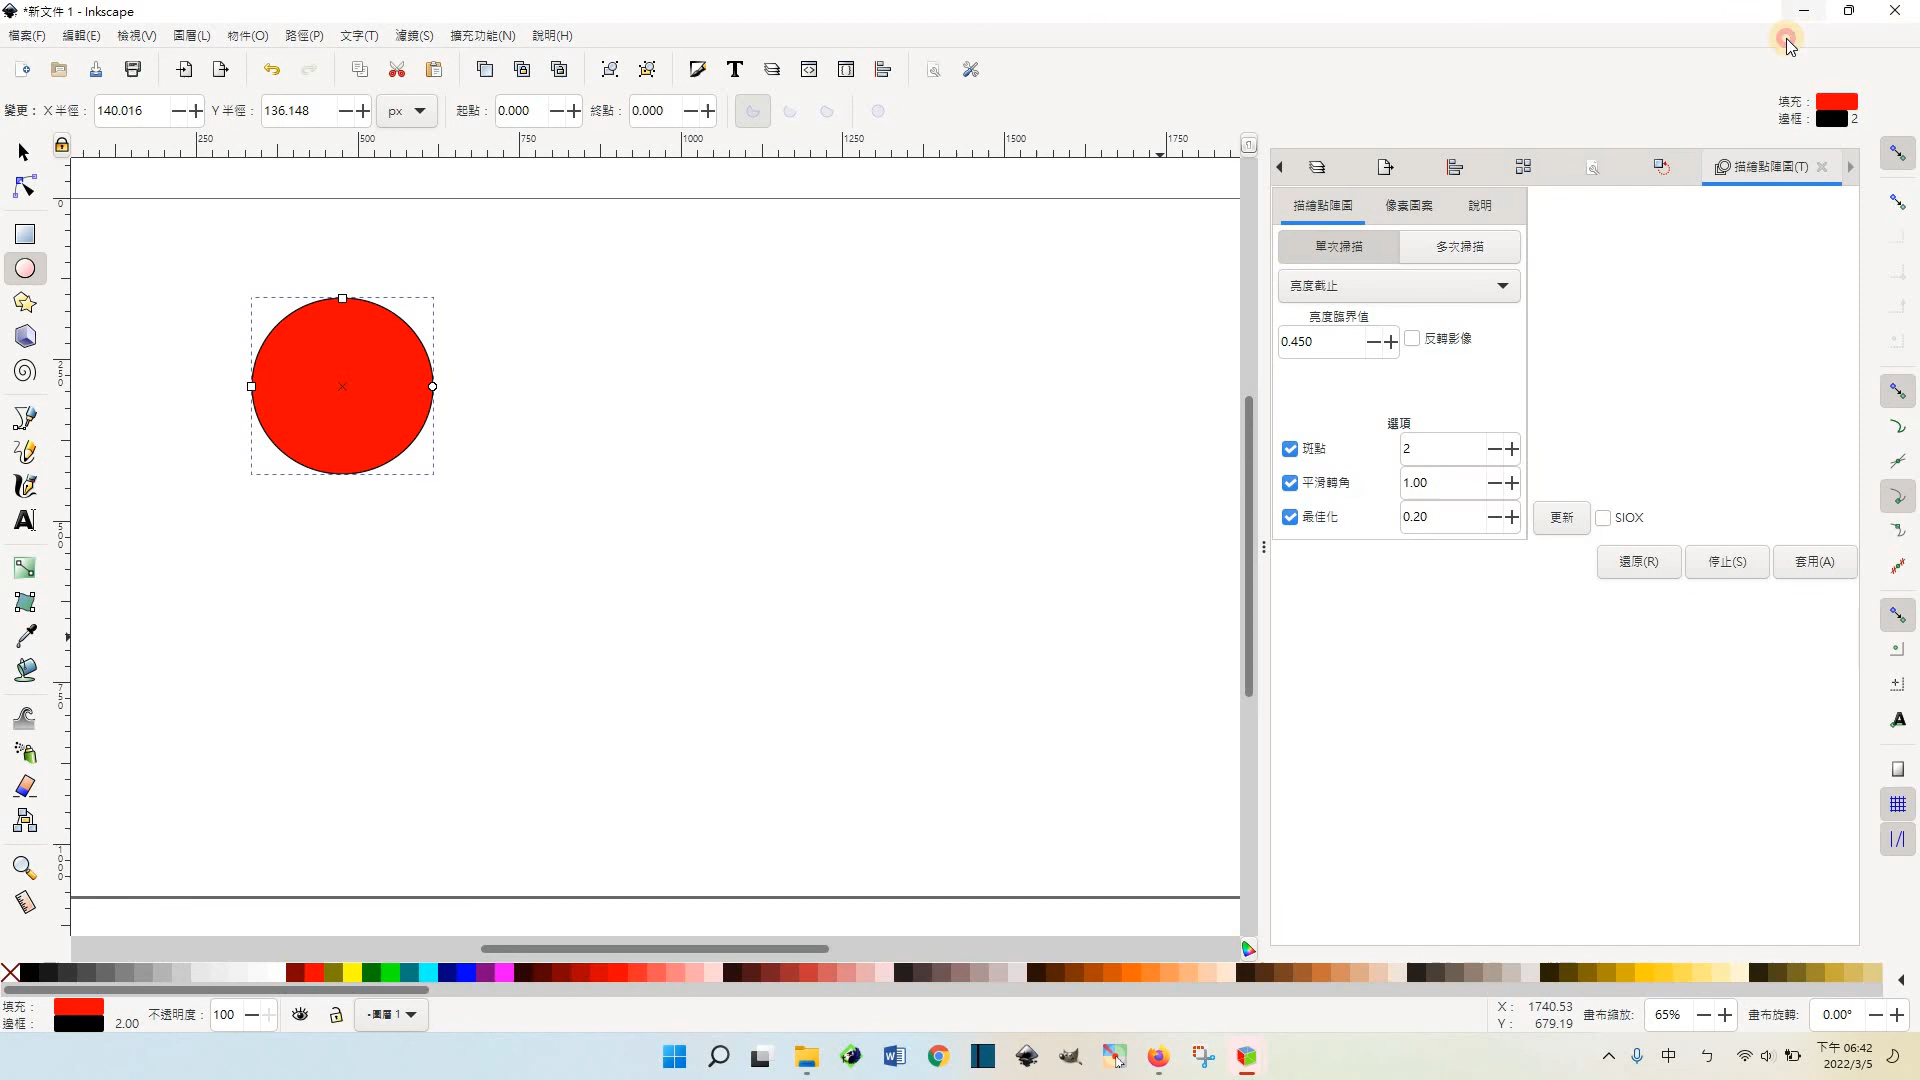 *新文件 1 - Inkscape
檔案(F) 編輯(E) 檢視(V) 圖層(L) 物件(O) 路徑(P) 文字(T) 濾鏡(S) 擴充功能(N) 說明(H)
變更： X 半徑： 140.016 Y 半徑： 136.148 px 起點： 0.000 終點： 0.000
填充：
邊框： 2
250 500 750 1000 1250 1500 1750
0
250
500
750
1000
描繪點陣圖(T)
描繪點陣圖 像素圖案 說明
單次掃描 多次掃描
亮度截止
亮度臨界值
0.450 反轉影像
選項
斑點 2
平滑轉角 1.00
最佳化 0.20 更新 SIOX
還原(R) 停止(S) 套用(A)
填充：
邊框： 2.00
不透明度： 100
-圖層 1
X： 1740.53
Y： 679.19
畫布縮放: 65%
畫布旋轉: 0.00°
中 ㄅ
下午 06:42
2022/3/5